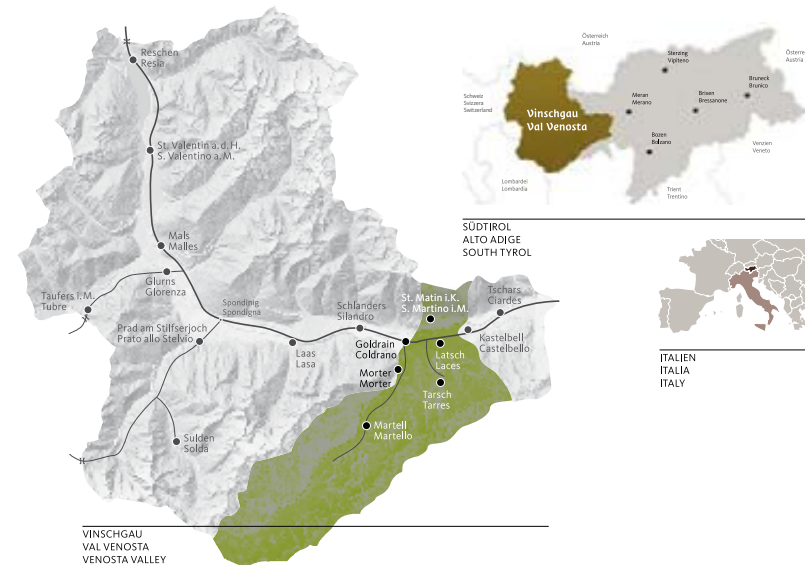 Reschen
Resia
St. Valentin a. d. H.
S. Valentino a. M.
Mals
Malles
Glurns
Glorenza
Taufers i. M.
Tubre
Spondinig
Spondigna
Prad am Stilfserjoch
Prato allo Stelvio
Sulden
Solda
Laas
Lasa
Schlanders
Silandro
Goldrain
Coldrano
Morter
Morter
Martell
Martello
St. Matin i.K.
S. Martino i.M.
Latsch
Laces
Tarsch
Tarres
Tschars
Ciardes
Kastelbell
Castelbello
VINSCHGAU
VAL VENOSTA
VENOSTA VALLEY
Österreich
Austria
Österre
Austria
Schweiz
Svizzera
Switzerland
Sterzing
Vipiteno
Bruneck
Brunico
Meran
Merano
Brixen
Bressanone
Vinschgau
Val Venosta
Bozen
Balzano
Venzien
Veneto
Lombardei
Lombardia
Trient
Trentino
SÜDTIROL
ALTO ADIGE
SOUTH TYROL
ITALIEN
ITALIA
ITALY